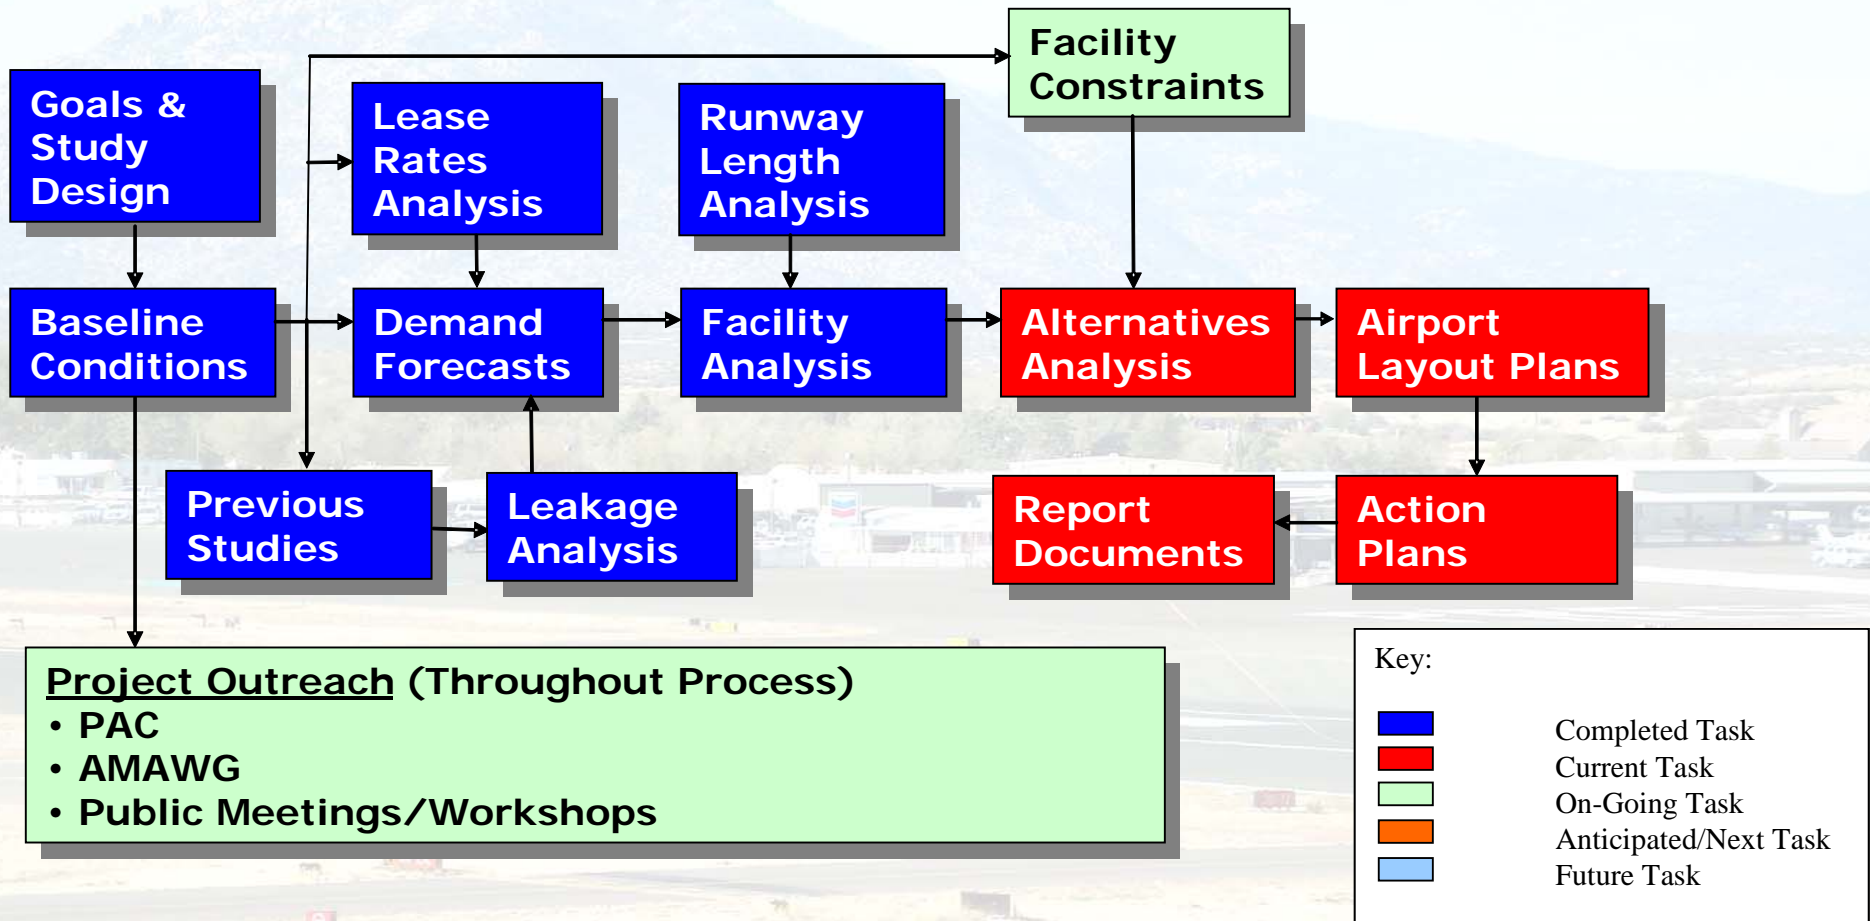 Facility
Constraints
Goals &
Study
Design
Lease
Rates
Analysis
Runway
Length
Analysis
Baseline
Conditions
Demand
Forecasts
Facility
Analysis
Alternatives
Analysis
Airport
Layout Plans
Previous
Studies
Leakage
Analysis
Report
Documents
Action
Plans
Project Outreach (Throughout Process)
• PAC
• AMAWG
• Public Meetings/Workshops
Key:
Completed Task
Current Task
On-Going Task
Anticipated/Next Task
Future Task